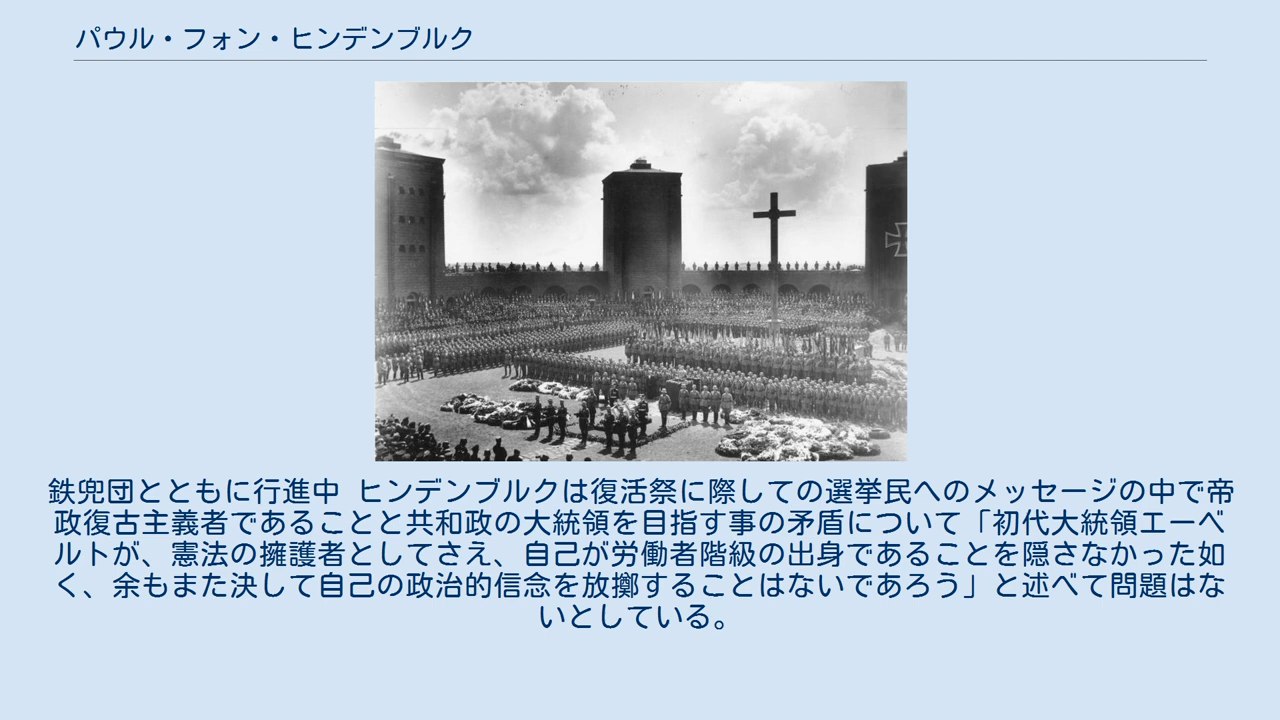 パウル・フォン・ヒンデンブルク
鉄兜団とともに行進中 ヒンデンブルクは復活祭に際しての選挙民へのメッセージの中で帝
政復古主義者であることと共和政の大統領を目指す事の矛盾について「初代大統領エーベ
ルトが、憲法の擁護者としてさえ、自己が労働者階級の出身であることを隠さなかった如
く、余もまた決して自己の政治的信念を放擲することはないであろう」と述べて問題はな
いとしている。